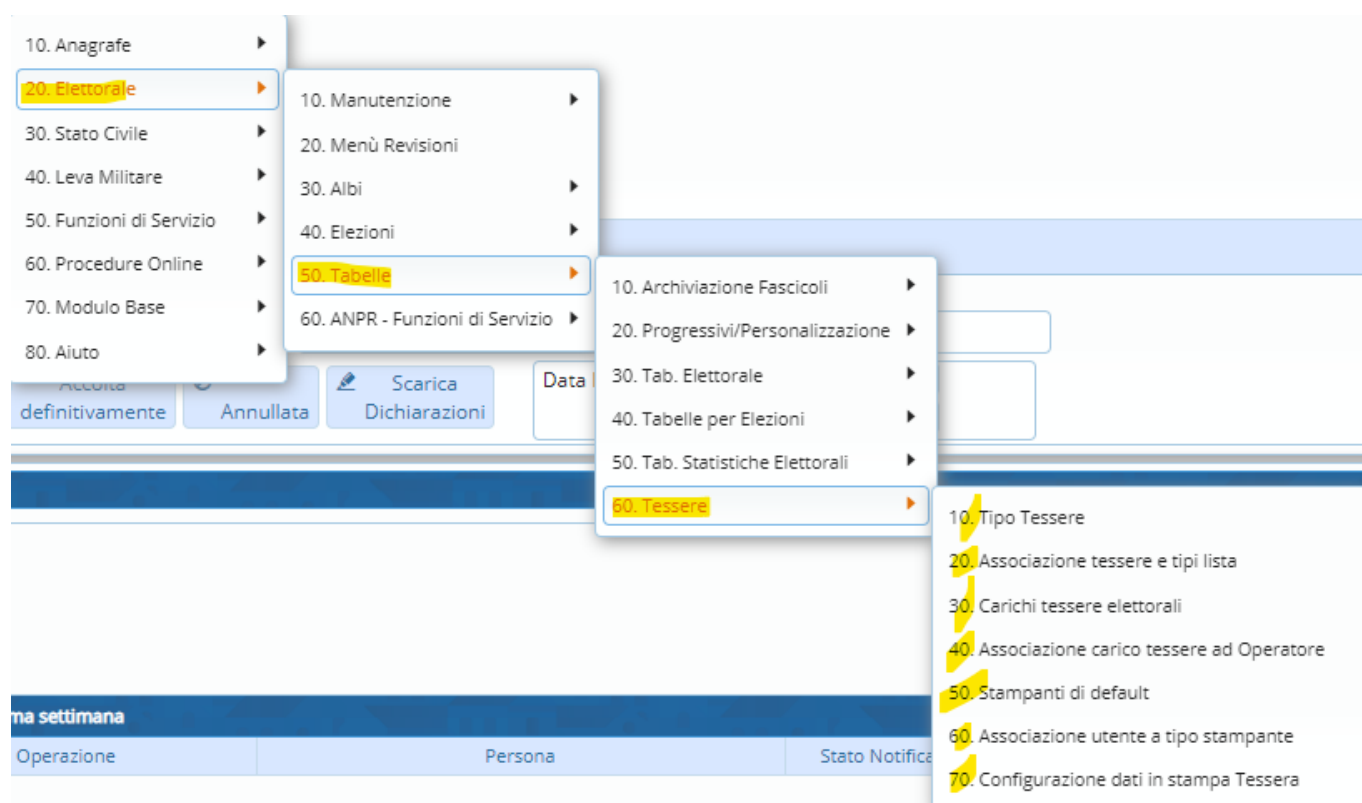 10. Anagrafe
20. Elettorale
30. Stato Civile
40. Leva Militare
50. Funzioni di Servizio
60. Procedure Online
70. Modulo Base
80. Aiuto
10. Manutenzione
20. Menù Revisioni
30. Albi
40. Elezioni
50. Tabelle
60. ANPR - Funzioni di Servizio
10. Archiviazione Fascicoli
20. Progressivi/Personalizzazione
30. Tab. Elettorale
40. Tabelle per Elezioni
50. Tab. Statistiche Elettorali
60. Tessere
10. Tipo Tessere
20. Associazione tessere e tipi lista
30. Carichi tessere elettorali
40. Associazione carico tessere ad Operatore
50. Stampanti di default
60. Associazione utente a tipo stampante
70. Configurazione dati in stampa Tessera
Accolta
definitivamente
Annullata
Scarica
Dichiarazioni
Data
ma settimana
Operazione
Persona
Stato Notifica